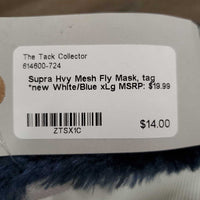 The Tack Collector
614600-724
Supra Hvy Mesh Fly Mask, tag
*new White/Blue xLg MSRP: $19.99
ZTSX1C
$14.00